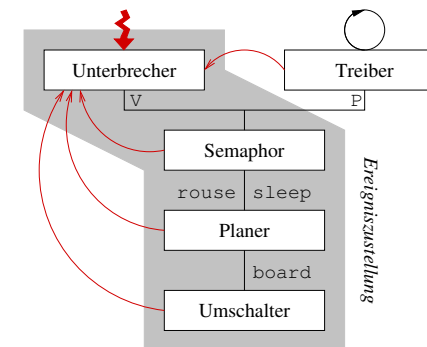 Unterbrecher
Treiber
V
P
Semaphor
rouse sleep
Planer
board
Umschalter
Ereigniszustellung